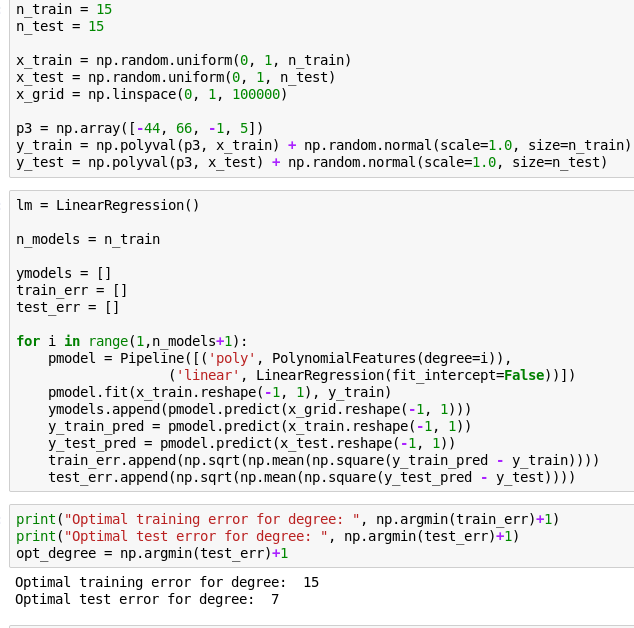 n_train = 15
n_test = 15
x_train = np.random.uniform(0, 1, n_train)
x_test = np.random.uniform(0, 1, n_test)
x_grid = np.linspace(0, 1, 100000)
p3 = np.array([-44, 66, -1, 5])
y_train = np.polyval(p3, x_train) + np.random.normal(scale=1.0, size=n_train)
y_test = np.polyval(p3, x_test) + np.random.normal(scale=1.0, size=n_test)
lm = LinearRegression()
n_models = n_train
ymodels = []
train_err = []
test_err = []
for i in range(1,n_models+1):
    pmodel = Pipeline([('poly', PolynomialFeatures(degree=i)),
                   ('linear', LinearRegression(fit_intercept=False))])
    pmodel.fit(x_train.reshape(-1, 1), y_train)
    ymodels.append(pmodel.predict(x_grid.reshape(-1, 1)))
    y_train_pred = pmodel.predict(x_train.reshape(-1, 1))
    y_test_pred = pmodel.predict(x_test.reshape(-1, 1))
    train_err.append(np.sqrt(np.mean(np.square(y_train_pred - y_train))))
    test_err.append(np.sqrt(np.mean(np.square(y_test_pred - y_test))))
print("Optimal training error for degree: ", np.argmin(train_err)+1)
print("Optimal test error for degree: ", np.argmin(test_err)+1)
opt_degree = np.argmin(test_err)+1
Optimal training error for degree:  15
Optimal test error for degree:  7